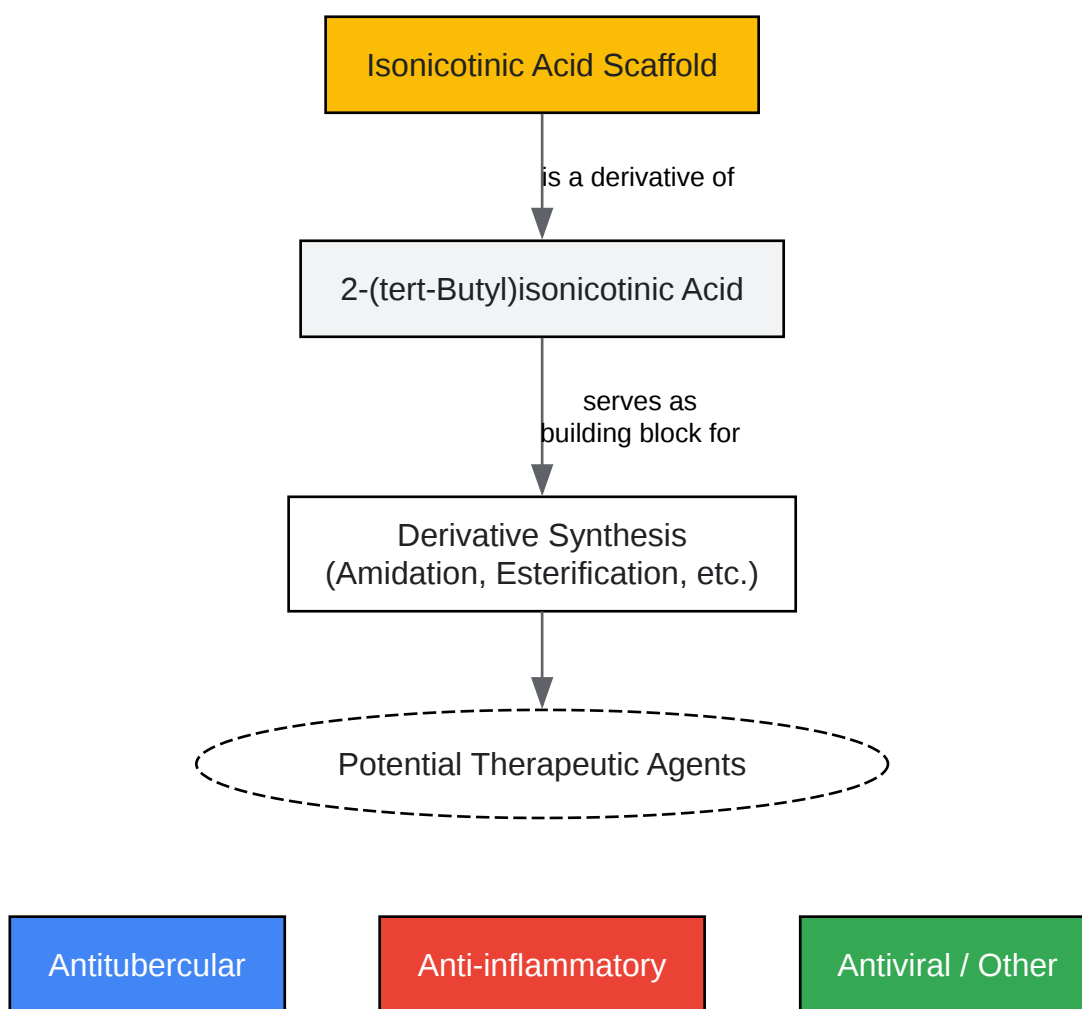 Isonicotinic Acid Scaffold
is a derivative of
2-(tert-Butyl)isonicotinic Acid
serves as
building block for
Derivative Synthesis
(Amidation, Esterification, etc.)
Potential Therapeutic Agents
Antitubercular
Anti-inflammatory
Antiviral / Other